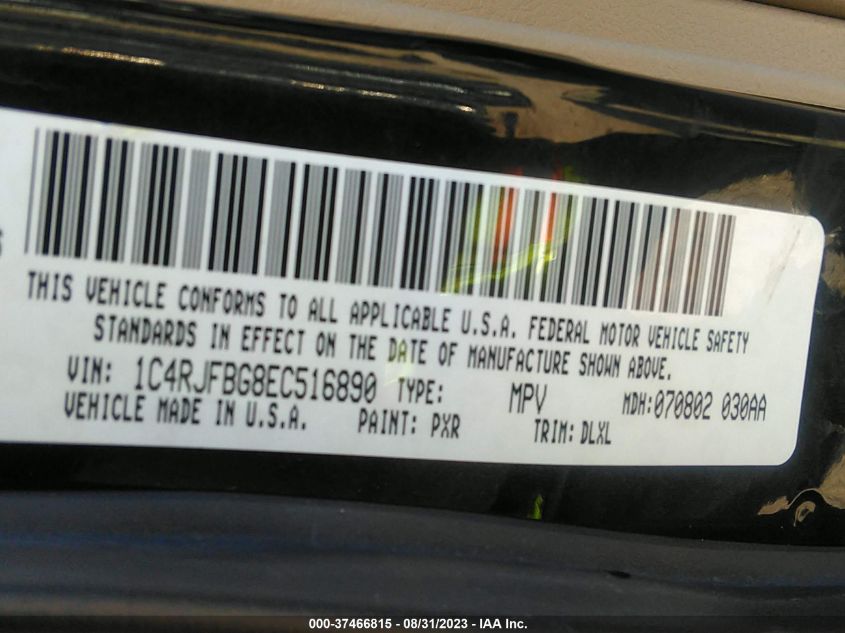 THIS VEHICLE CONFORMS TO ALL APPLICABLE U.S.A. FEDERAL MOTOR VEHICLE SAFETY
STANDARDS IN EFFECT ON THE DATE OF MANUFACTURE SHOWN ABOVE.
VIN: 1C4RJFBG8EC516890 TYPE: MPV MDH:070802 030AA
VEHICLE MADE IN U.S.A. PAINT: PXR TRIM: DLXL
000-37466815 - 08/31/2023 - IAA Inc.